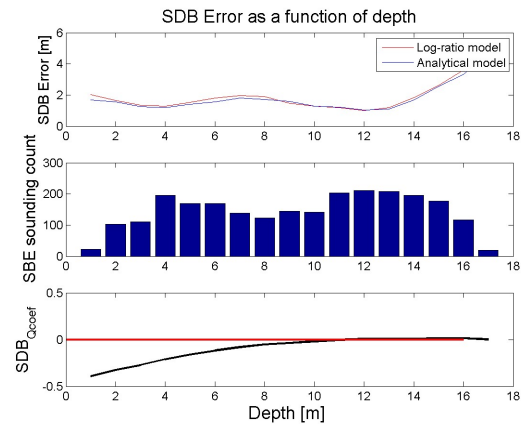 SDB Error as a function of depth
SDB Error [m]
6
4
2
0
Log-ratio model
Analytical model
0 2 4 6 8 10 12 14 16 18
SBE sounding count
300
200
100
0
0 2 4 6 8 10 12 14 16 18
SDB_Qcoef
0.5
0
-0.5
0 2 4 6 8 10 12 14 16 18
Depth [m]